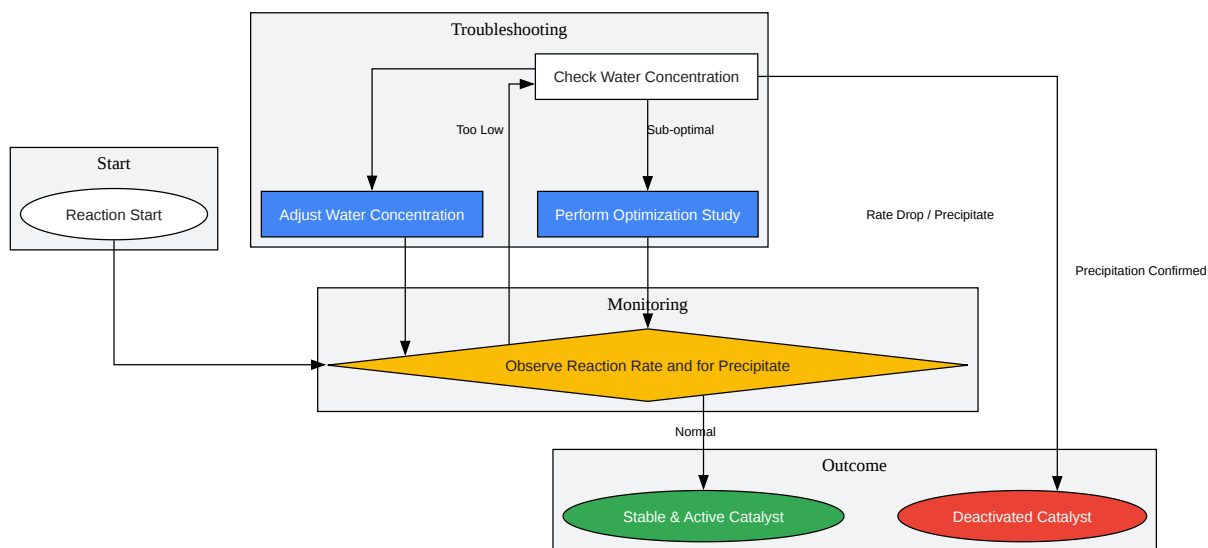 Troubleshooting
Check Water Concentration
Too Low
Sub-optimal
Start
Reaction Start
Adjust Water Concentration
Perform Optimization Study
Rate Drop / Precipitate
Precipitation Confirmed
Monitoring
Observe Reaction Rate and for Precipitate
Normal
Outcome
Stable & Active Catalyst
Deactivated Catalyst